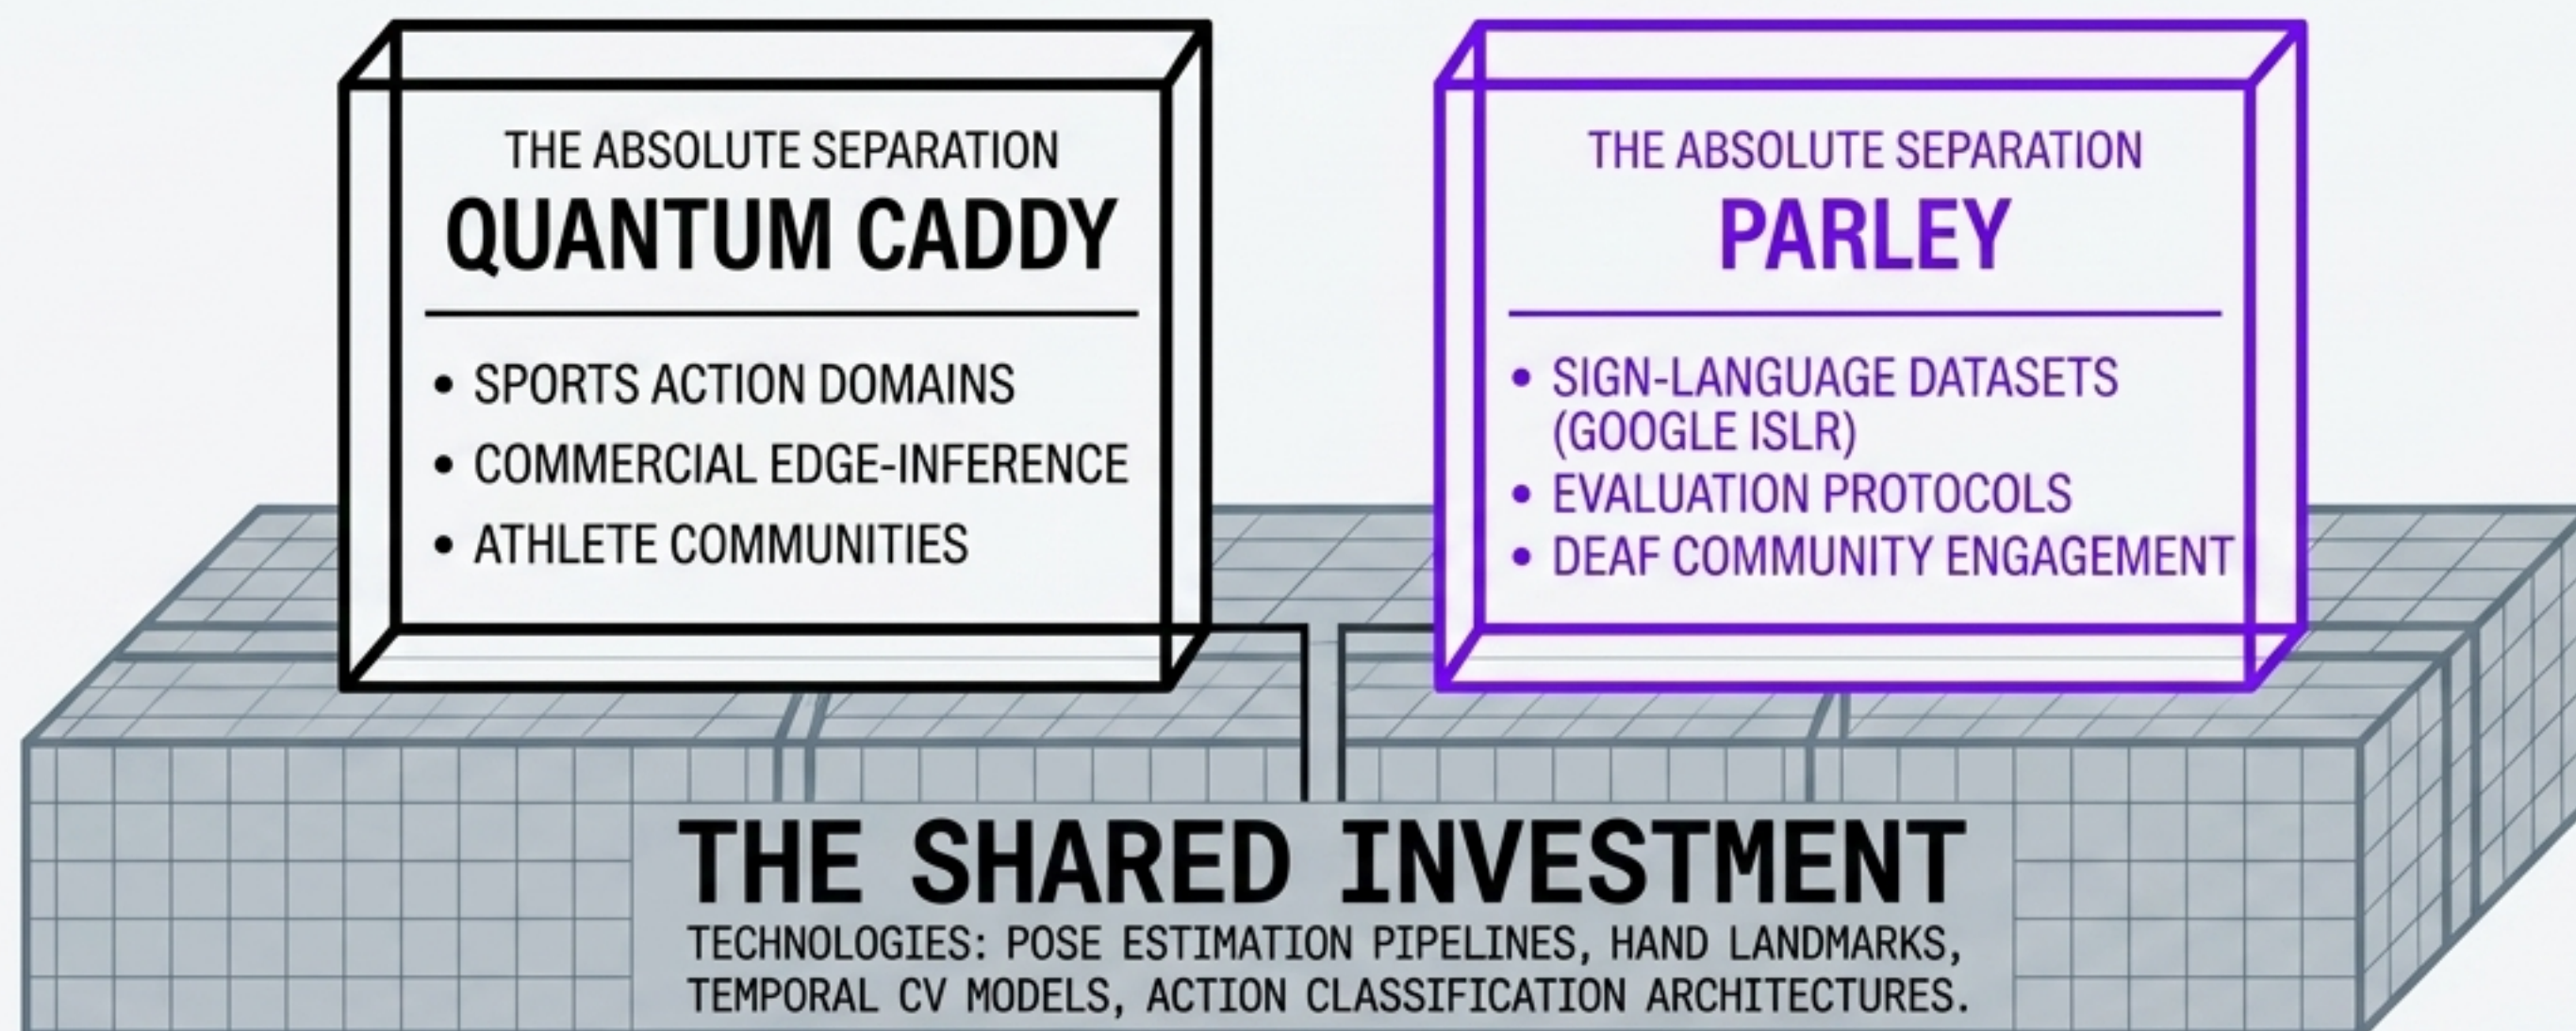 THE ABSOLUTE SEPARATION
QUANTUM CADDY
• SPORTS ACTION DOMAINS
• COMMERCIAL EDGE-INFERENCE
• ATHLETE COMMUNITIES
THE ABSOLUTE SEPARATION
PARLEY
• SIGN-LANGUAGE DATASETS
(GOOGLE ISLR)
• EVALUATION PROTOCOLS
• DEAF COMMUNITY ENGAGEMENT
THE SHARED INVESTMENT
TECHNOLOGIES: POSE ESTIMATION PIPELINES, HAND LANDMARKS,
TEMPORAL CV MODELS, ACTION CLASSIFICATION ARCHITECTURES.